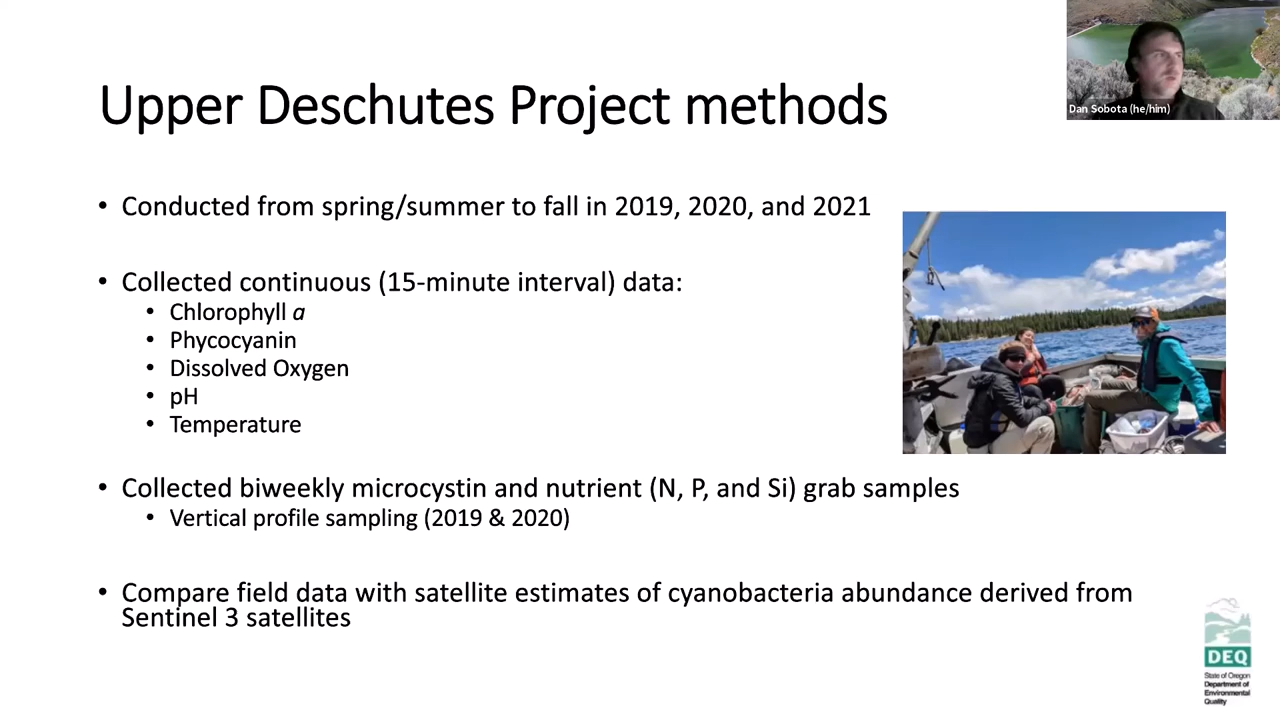 Dan Sobota (he/him)
Upper Deschutes Project methods
• Conducted from spring/summer to fall in 2019, 2020, and 2021
• Collected continuous (15-minute interval) data:
• Chlorophyll a
• Phycocyanin
• Dissolved Oxygen
• pH
• Temperature
• Collected biweekly microcystin and nutrient (N, P, and Si) grab samples
• Vertical profile sampling (2019 & 2020)
• Compare field data with satellite estimates of cyanobacteria abundance derived from
Sentinel 3 satellites
DEQ
State of Oregon
Department of
Environmental
Quality